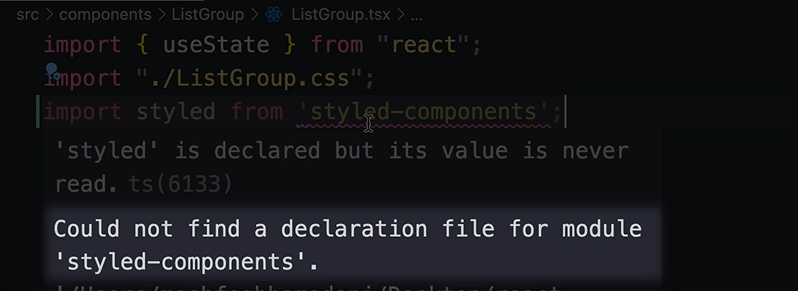 src > components > ListGroup > ListGroup.tsx > ...
import { useState } from "react";
import "./ListGroup.css";
import styled from 'styled-components';
'styled' is declared but its value is never
read. ts(6133)
Could not find a declaration file for module
'styled-components'.